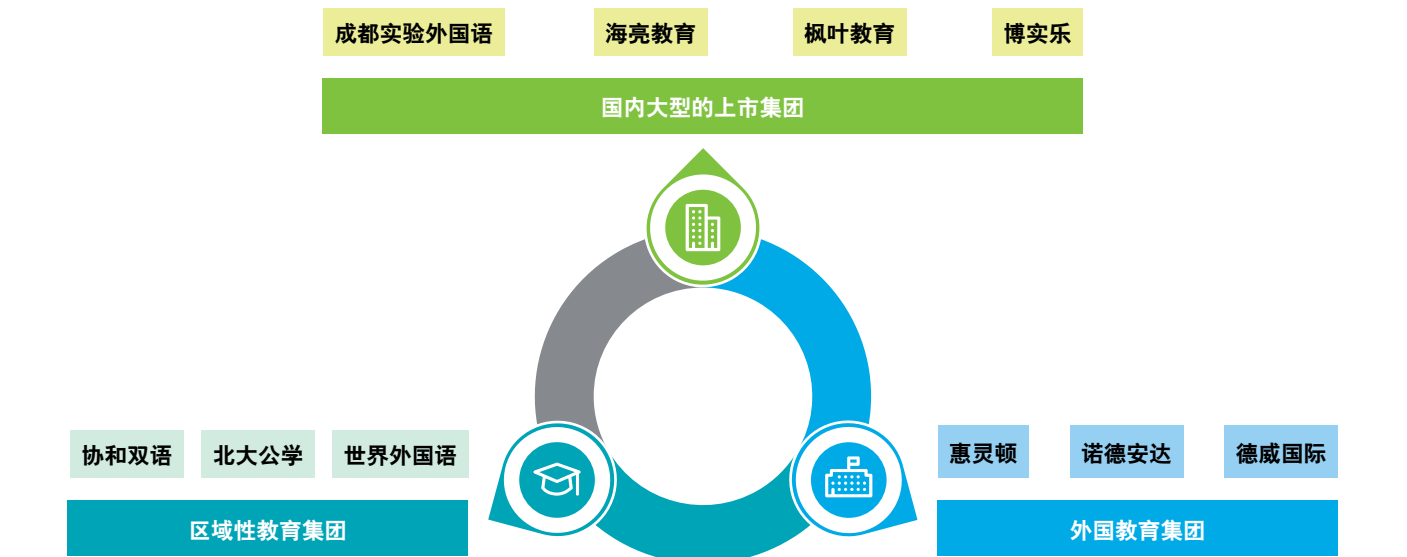 成都实验外国语
海亮教育
枫叶教育
博实乐
国内大型的上市集团
协和双语
北大公学
世界外国语
区域性教育集团
惠灵顿
诺德安达
德威国际
外国教育集团